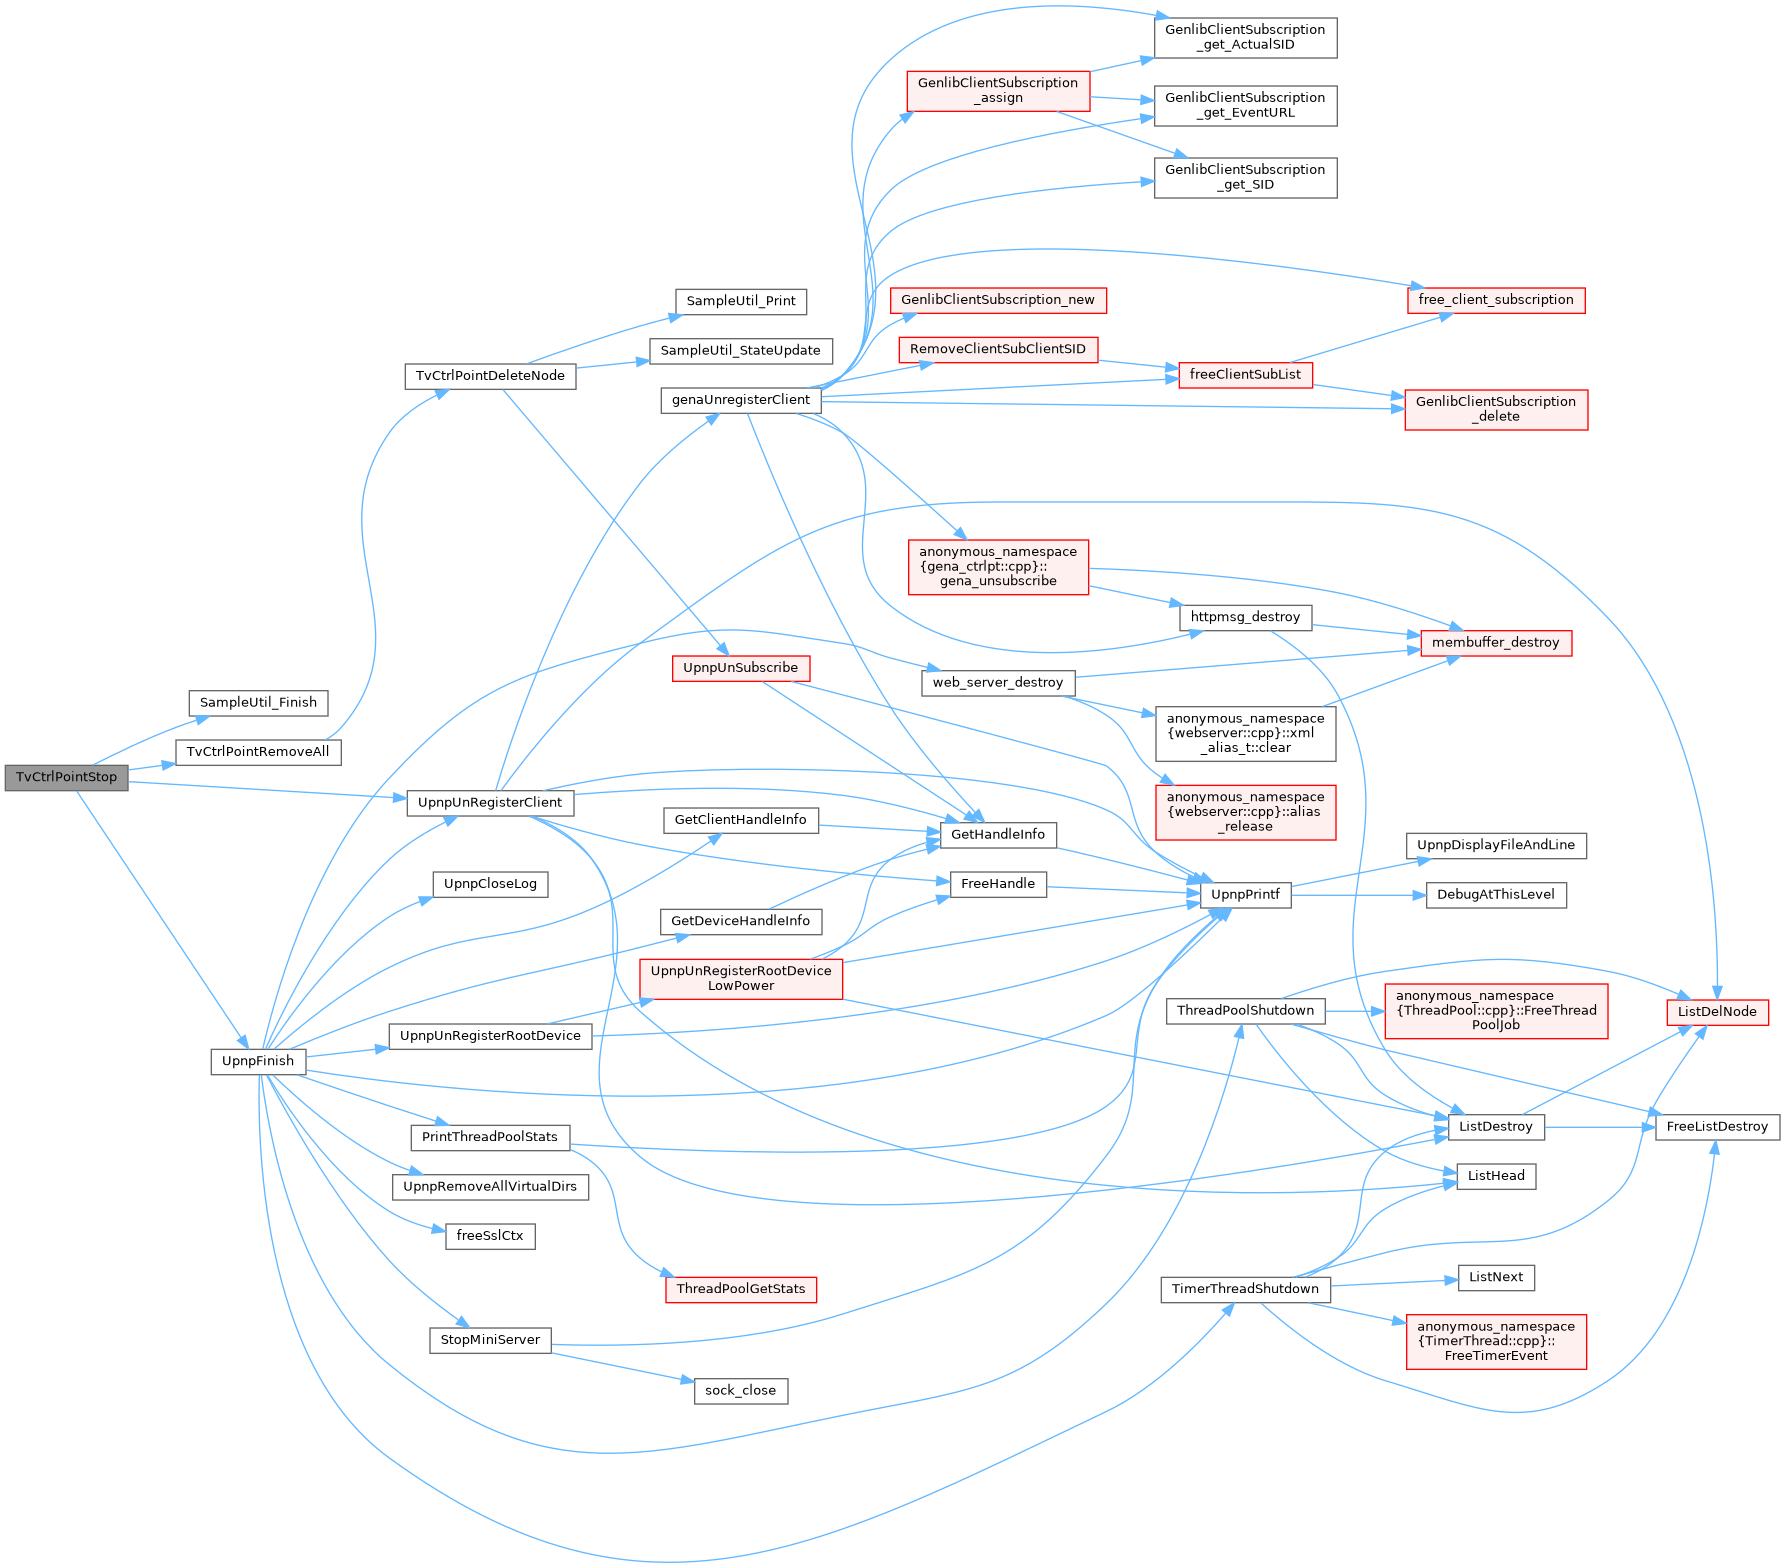 GenlibClientSubscription
_get_ActualSID
GenlibClientSubscription
_assign
GenlibClientSubscription
_get_EventURL
GenlibClientSubscription
_get_SID
SampleUtil_Print
GenlibClientSubscription_new
free_client_subscription
SampleUtil_StateUpdate
RemoveClientSubClientSID
TvCtrlPointDeleteNode
freeClientSubList
genaUnregisterClient
GenlibClientSubscription
_delete
anonymous_namespace
{gena_ctrlpt::cpp}::
gena_unsubscribe
httpmsg_destroy
membuffer_destroy
UpnpUnSubscribe
web_server_destroy
SampleUtil_Finish
anonymous_namespace
{webserver::cpp}::xml
_alias_t::clear
TvCtrlPointRemoveAll
TvCtrlPointStop
UpnpUnRegisterClient
anonymous_namespace
{webserver::cpp}::alias
_release
GetClientHandleInfo
GetHandleInfo
UpnpDisplayFileAndLine
UpnpCloseLog
FreeHandle
UpnpPrintf
DebugAtThisLevel
GetDeviceHandleInfo
UpnpUnRegisterRootDevice
LowPower
ThreadPoolShutdown
anonymous_namespace
{ThreadPool::cpp}::FreeThread
PoolJob
ListDelNode
UpnpUnRegisterRootDevice
UpnpFinish
PrintThreadPoolStats
ListDestroy
FreeListDestroy
UpnpRemoveAllVirtualDirs
ListHead
freeSslCtx
ThreadPoolGetStats
TimerThreadShutdown
ListNext
StopMiniServer
anonymous_namespace
{TimerThread::cpp}::
FreeTimerEvent
sock_close